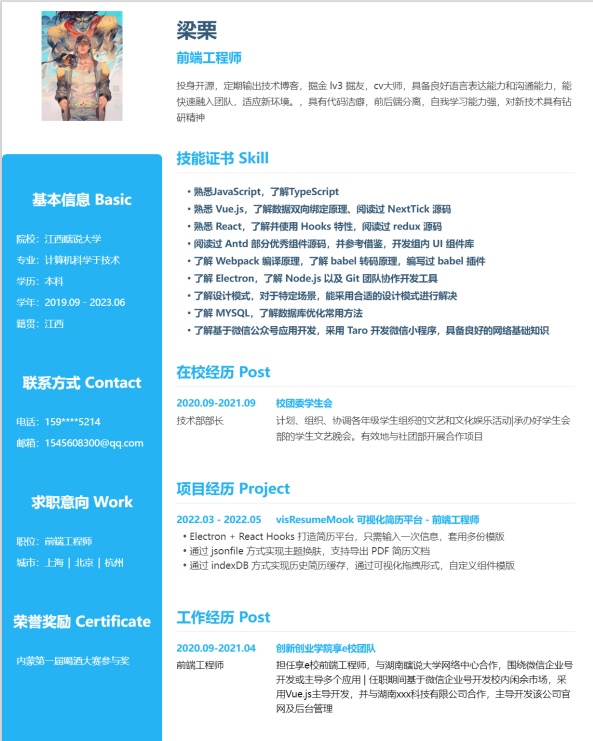 梁栗
前端工程师
投身开源，定期输出技术博客，掘金 lv3 掘友，cv大师，具备良好语言表达能力和沟通能力，能
快速融入团队，适应新环境。，具有代码洁癖，前后端分离，自我学习能力强，对新技术具有钻
研精神
基本信息 Basic
院校：江西瞎说大学
专业：计算机科学于技术
学历：本科
学年：2019.09 - 2023.06
籍贯：江西
联系方式 Contact
电话：159****5214
邮箱：1545608300@qq.com
求职意向 Work
职位：前端工程师
城市：上海 | 北京 | 杭州
荣誉奖励 Certificate
内蒙第一届喝酒大赛参与奖
技能证书 Skill
• 熟悉JavaScript，了解TypeScript
• 熟悉 Vue.js，了解数据双向绑定原理、阅读过 NextTick 源码
• 熟悉 React，了解并使用 Hooks 特性，阅读过 redux 源码
• 阅读过 Antd 部分优秀组件源码，并参考借鉴，开发组内 UI 组件库
• 了解 Webpack 编译原理，了解 babel 转码原理，编写过 babel 插件
• 了解 Electron，了解 Node.js 以及 Git 团队协作开发工具
• 了解设计模式，对于特定场景，能采用合适的设计模式进行解决
• 了解 MYSQL，了解数据库优化常用方法
• 了解基于微信公众号应用开发，采用 Taro 开发微信小程序，具备良好的网络基础知识
在校经历 Post
2020.09-2021.09 校团委学生会
技术部部长 计划、组织、协调各年级学生组织的文艺和文化娱乐活动|承办好学生会
部的学生文艺晚会。有效地与社团部开展合作项目
项目经历 Project
2022.03 - 2022.05 visResumeMook 可视化简历平台 - 前端工程师
• Electron + React Hooks 打造简历平台，只需输入一次信息，套用多份模版
• 通过 jsonfile 方式实现主题换肤，支持导出 PDF 简历文档
• 通过 indexDB 方式实现历史简历缓存，通过可视化拖拽形式，自定义组件模版
工作经历 Post
2020.09-2021.04 创新创业学院享e校团队
前端工程师 担任享e校前端工程师，与湖南瞎说大学网络中心合作，围绕微信企业号
开发或主导多个应用 | 任职期间基于微信企业号开发校内闲余市场，采
用Vue.js主导开发，并与湖南xxx科技有限公司合作，主导开发该公司官
网及后台管理